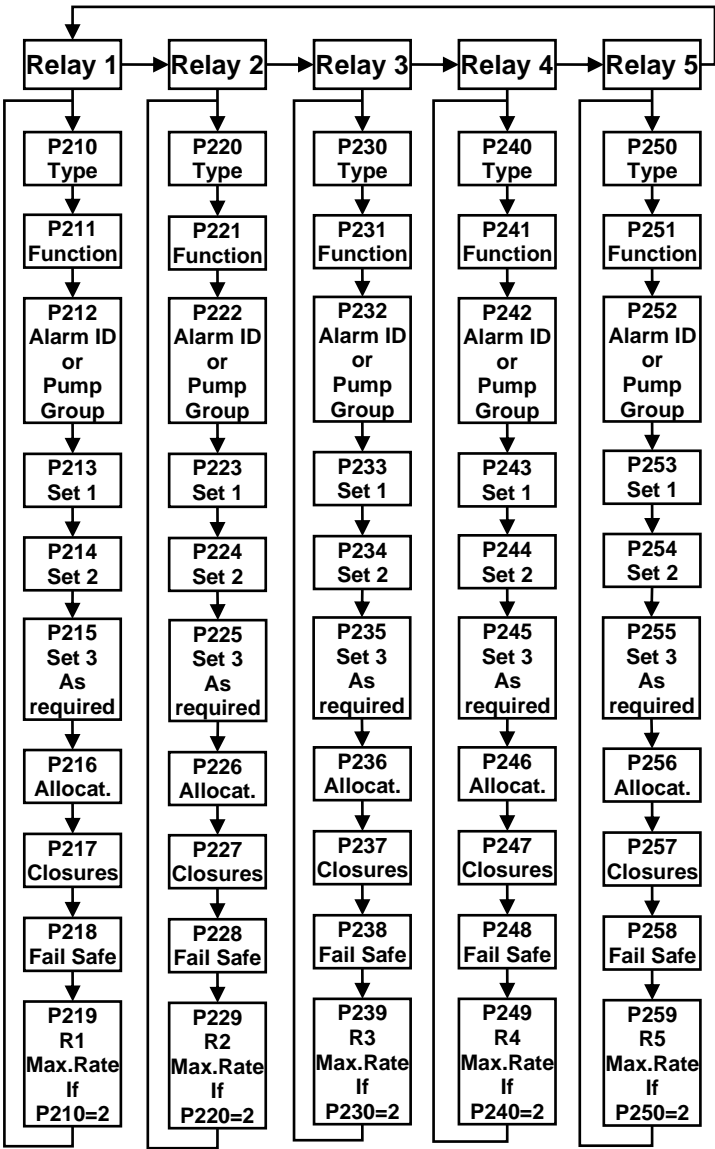 Relay 1
Relay 2
Relay 3
Relay 4
Relay 5
P210
Type
P211
Function
P212
Alarm ID
or
Pump
Group
P213
Set 1
P214
Set 2
P215
Set 3
As
required
P216
Allocat.
P217
Closures
P218
Fail Safe
P219
R1
Max.Rate
If
P210=2
P220
Type
P221
Function
P222
Alarm ID
or
Pump
Group
P223
Set 1
P224
Set 2
P225
Set 3
As
required
P226
Allocat.
P227
Closures
P228
Fail Safe
P229
R2
Max.Rate
If
P220=2
P230
Type
P231
Function
P232
Alarm ID
or
Pump
Group
P233
Set 1
P234
Set 2
P235
Set 3
As
required
P236
Allocat.
P237
Closures
P238
Fail Safe
P239
R3
Max.Rate
If
P230=2
P240
Type
P241
Function
P242
Alarm ID
or
Pump
Group
P243
Set 1
P244
Set 2
P245
Set 3
As
required
P246
Allocat.
P247
Closures
P248
Fail Safe
P249
R4
Max.Rate
If
P240=2
P250
Type
P251
Function
P252
Alarm ID
or
Pump
Group
P253
Set 1
P254
Set 2
P255
Set 3
As
required
P256
Allocat.
P257
Closures
P258
Fail Safe
P259
R5
Max.Rate
If
P250=2